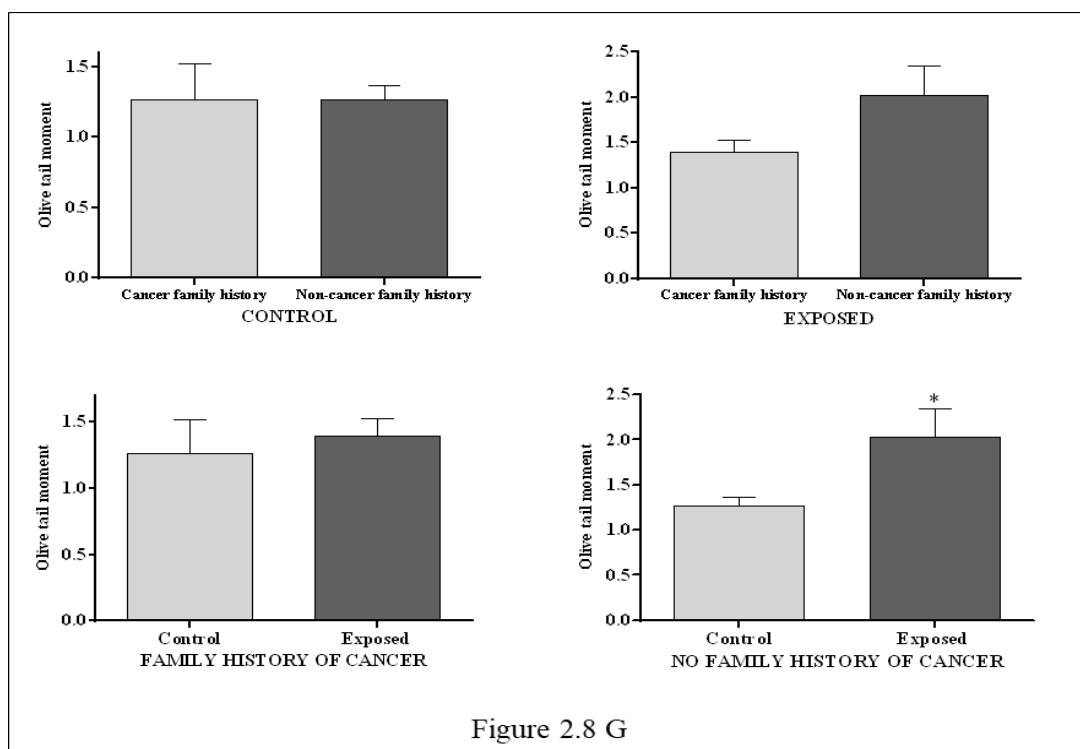 Olive tail moment
1.5
1.0
0.5
0.0
Cancer family history Non-cancer family history
CONTROL
Olive tail moment
2.5
2.0
1.5
1.0
0.5
0.0
Cancer family history Non-cancer family history
EXPOSED
Olive tail moment
1.5
1.0
0.5
0.0
Control Exposed
FAMILY HISTORY OF CANCER
Olive tail moment
2.5
2.0
1.5
1.0
0.5
0.0
*
Control Exposed
NO FAMILY HISTORY OF CANCER
Figure 2.8 G